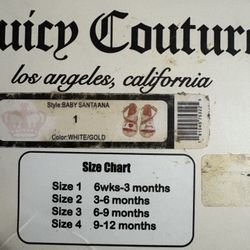 uicy Couture
los angeles, california
Style:BABY SANTAANA
1
Color:WHITE/GOLD
Size Chart
Size 1 6wks-3 months
Size 2 3-6 months
Size 3 6-9 months
Size 4 9-12 months